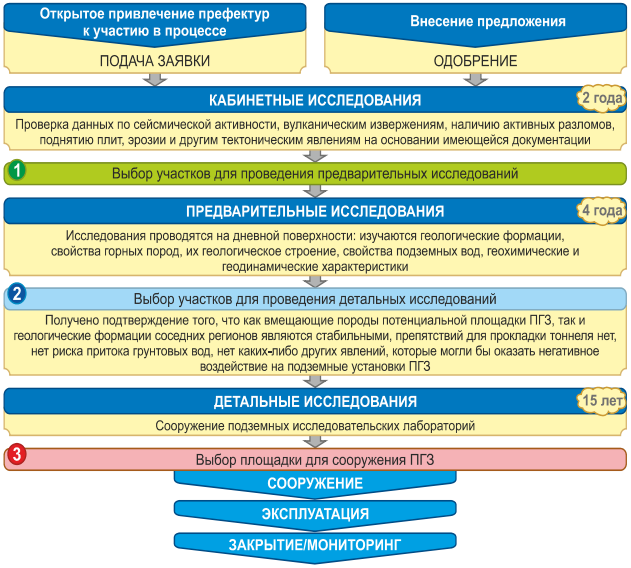 Открытое привлечение префектур
к участию в процессе
ПОДАЧА ЗАЯВКИ
Внесение предложения
ОДОБРЕНИЕ
КАБИНЕТНЫЕ ИССЛЕДОВАНИЯ
2 года
Проверка данных по сейсмической активности, вулканическим извержениям, наличию активных разломов,
поднятию плит, эрозии и другим тектоническим явлениям на основании имеющейся документации
1
Выбор участков для проведения предварительных исследований
ПРЕДВАРИТЕЛЬНЫЕ ИССЛЕДОВАНИЯ
4 года
Исследования проводятся на дневной поверхности: изучаются геологические формации,
свойства горных пород, их геологическое строение, свойства подземных вод, геохимические и
геодинамические характеристики
2
Выбор участков для проведения детальных исследований
Получено подтверждение того, что как вмещающие породы потенциальной площадки ПГЗ, так и
геологические формации соседних регионов являются стабильными, препятствий для прокладки тоннеля нет,
нет риска притока грунтовых вод, нет каких-либо других явлений, которые могли бы оказать негативное
воздействие на подземные установки ПГЗ
ДЕТАЛЬНЫЕ ИССЛЕДОВАНИЯ
15 лет
Сооружение подземных исследовательских лабораторий
3
Выбор площадки для сооружения ПГЗ
СООРУЖЕНИЕ
ЭКСПЛУАТАЦИЯ
ЗАКРЫТИЕ/МОНИТОРИНГ